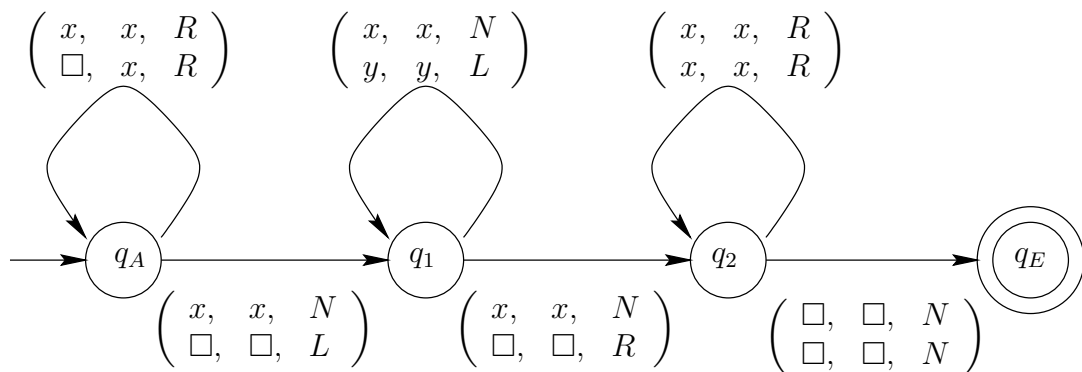 x, x, R
□, x, R
x, x, N
y, y, L
x, x, R
x, x, R
q_A
q_1
q_2
q_E
x, x, N
□, □, L
x, x, N
□, □, R
□, □, N
□, □, N